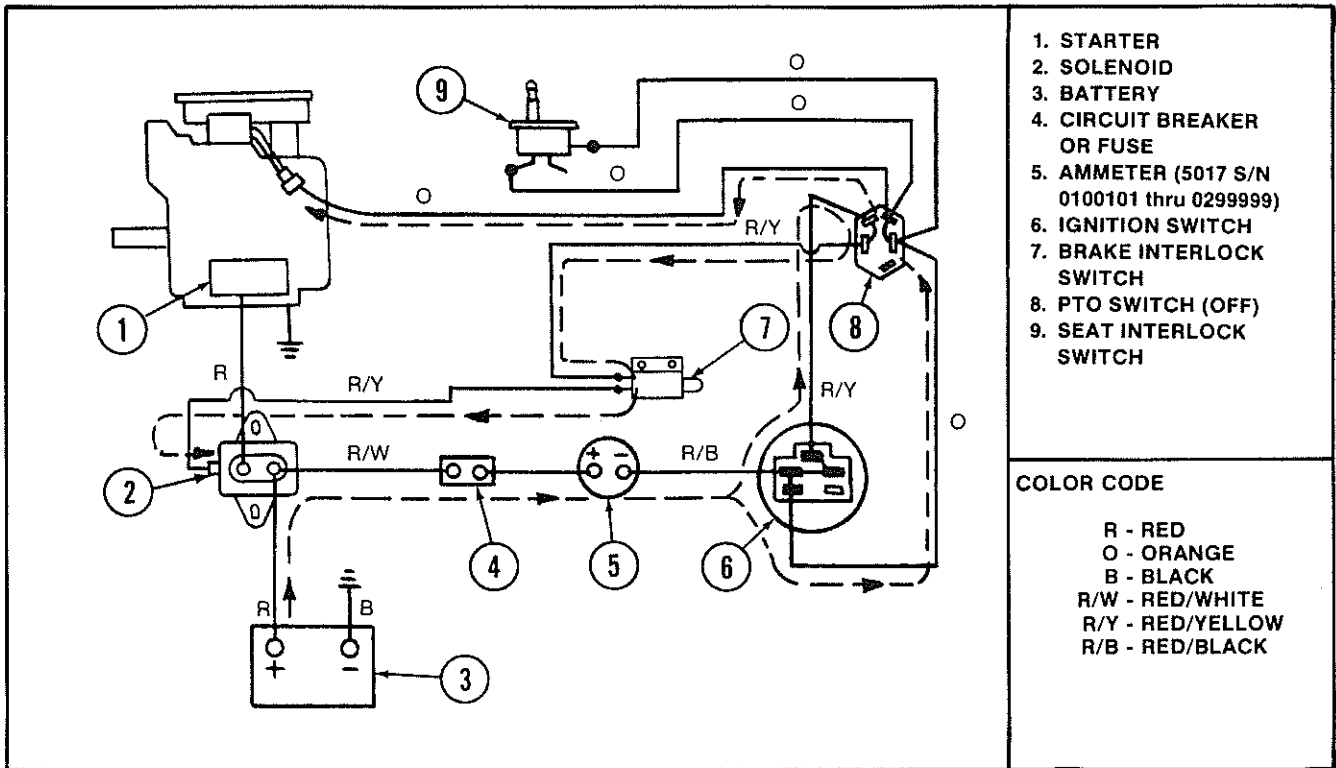 1. STARTER
2. SOLENOID
3. BATTERY
4. CIRCUIT BREAKER
OR FUSE
5. AMMETER (5017 S/N
0100101 thru 0299999)
6. IGNITION SWITCH
7. BRAKE INTERLOCK
SWITCH
8. PTO SWITCH (OFF)
9. SEAT INTERLOCK
SWITCH
COLOR CODE
R - RED
O - ORANGE
B - BLACK
R/W - RED/WHITE
R/Y - RED/YELLOW
R/B - RED/BLACK
O
9
O
O
O
R/Y
1
7
8
R
R/Y
R/Y
O
R/W
+ −
R/B
2
4
5
6
R
B
+ −
3